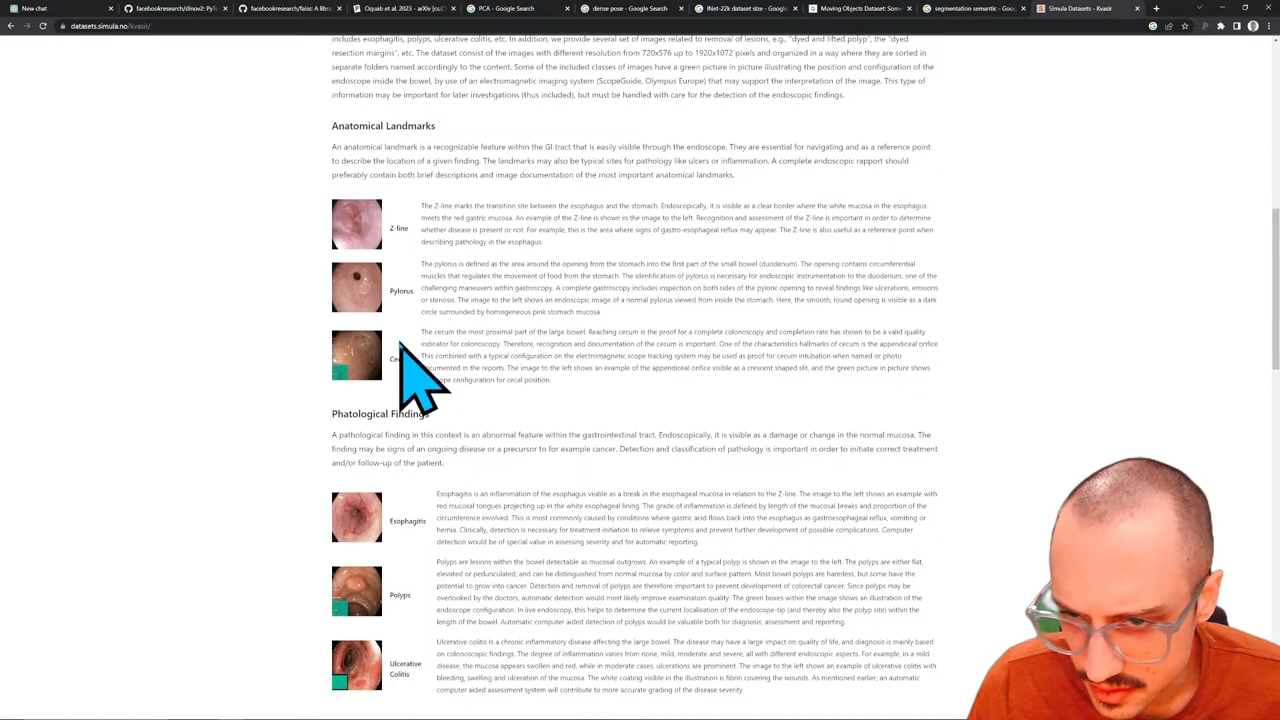 New chat
facebookresearch/dinov2: PyT
facebookresearch/faiss: A libra
Oquab et al. 2023 - arXiv [cs.C
PCA - Google Search
dense pose - Google Search
INet-22k dataset size - Google
Moving Objects Dataset: Som
segmentation semantic - Goo
Simula Datasets - Kvasir
datasets.simula.no/kvasir/
includes esophagitis, polyps, ulcerative colitis, etc. In addition, we provide several set of images related to removal of lesions, e.g., "dyed and lifted polyp", the "dyed
resection margins", etc. The dataset consist of the images with different resolution from 720x576 up to 1920x1072 pixels and organized in a way where they are sorted in
separate folders named accordingly to the content. Some of the included classes of images have a green picture in picture illustrating the position and configuration of the
endoscope inside the bowel, by use of an electromagnetic imaging system (ScopeGuide, Olympus Europe) that may support the interpretation of the image. This type of
information may be important for later investigations (thus included), but must be handled with care for the detection of the endoscopic findings.
Anatomical Landmarks
An anatomical landmark is a recognizable feature within the GI tract that is easily visible through the endoscope. They are essential for navigating and as a reference point
to describe the location of a given finding. The landmarks may also be typical sites for pathology like ulcers or inflammation. A complete endoscopic rapport should
preferably contain both brief descriptions and image documentation of the most important anatomical landmarks.
Z-line
The Z-line marks the transition site between the esophagus and the stomach. Endoscopically, it is visible as a clear border where the white mucosa in the esophagus
meets the red gastric mucosa. An example of the Z-line is shown in the image to the left. Recognition and assessment of the Z-line is important in order to determine
whether disease is present or not. For example, this is the area where signs of gastro-esophageal reflux may appear. The Z-line is also useful as a reference point when
describing pathology in the esophagus.
Pylorus
The pylorus is defined as the area around the opening from the stomach into the first part of the small bowel (duodenum). The opening contains circumferential
muscles that regulates the movement of food from the stomach. The identification of pylorus is necessary for endoscopic instrumentation to the duodenum, one of the
challenging maneuvers within gastroscopy. A complete gastroscopy includes inspection on both sides of the pyloric opening to reveal findings like ulcerations, erosions
or stenosis. The image to the left shows an endoscopic image of a normal pylorus viewed from inside the stomach. Here, the smooth, round opening is visible as a dark
circle surrounded by homogeneous pink stomach mucosa.
The cecum the most proximal part of the large bowel. Reaching cecum is the proof for a complete colonoscopy and completion rate has shown to be a valid quality
indicator for colonoscopy. Therefore, recognition and documentation of the cecum is important. One of the characteristics hallmarks of cecum is the appendiceal orifice.
This combined with a typical configuration on the electromagnetic scope tracking system may be used as proof for cecum intubation when named or photo
in the reports. The image to the left shows an example of the appendiceal orifice visible as a crescent shaped slit, and the green picture in picture shows
configuration for cecal position.
Phatological Findings
A pathological finding in this context is an abnormal feature within the gastrointestinal tract. Endoscopically, it is visible as a damage or change in the normal mucosa. The
finding may be signs of an ongoing disease or a precursor to for example cancer. Detection and classification of pathology is important in order to initiate correct treatment
and/or follow-up of the patient.
Esophagitis
Esophagitis is an inflammation of the esophagus visible as a break in the esophageal mucosa in relation to the Z-line. The image to the left shows an example with
red mucosal tongues projecting up in the white esophageal lining. The grade of inflammation is defined by length of the mucosal breaks and proportion of the
circumference involved. This is most commonly caused by conditions where gastric acid flows back into the esophagus as gastroesophageal reflux, vomiting or
hernia. Clinically, detection is necessary for treatment initiation to relieve symptoms and prevent further development of possible complications. Computer
detection would be of special value in assessing severity and for automatic reporting.
Polyps
Polyps are lesions within the bowel detectable as mucosal outgrows. An example of a typical polyp is shown in the image to the left. The polyps are either flat,
elevated or pedunculated, and can be distinguished from normal mucosa by color and surface pattern. Most bowel polyps are harmless, but some have the
potential to grow into cancer. Detection and removal of polyps are therefore important to prevent development of colorectal cancer. Since polyps may be
overlooked by the doctors, automatic detection would most likely improve examination quality. The green boxes within the image shows an illustration of the
endoscope configuration. In live endoscopy, this helps to determine the current localisation of the endoscope-tip (and thereby also the polyp site) within the
length of the bowel. Automatic computer aided detection of polyps would be valuable both for diagnosis, assessment and reporting.
Ulcerative
Colitis
Ulcerative colitis is a chronic inflammatory disease affecting the large bowel. The disease may have a large impact on quality of life, and diagnosis is mainly based
on colonoscopic findings. The degree of inflammation varies from none, mild, moderate and severe, all with different endoscopic aspects. For example, in a mild
disease, the mucosa appears swollen and red, while in moderate cases, ulcerations are prominent. The image to the left shows an example of ulcerative colitis with
bleeding, swelling and ulceration of the mucosa. The white coating visible in the illustration is fibrin covering the wounds. As mentioned earlier, an automatic
computer aided assessment system will contribute to more accurate grading of the disease severity.